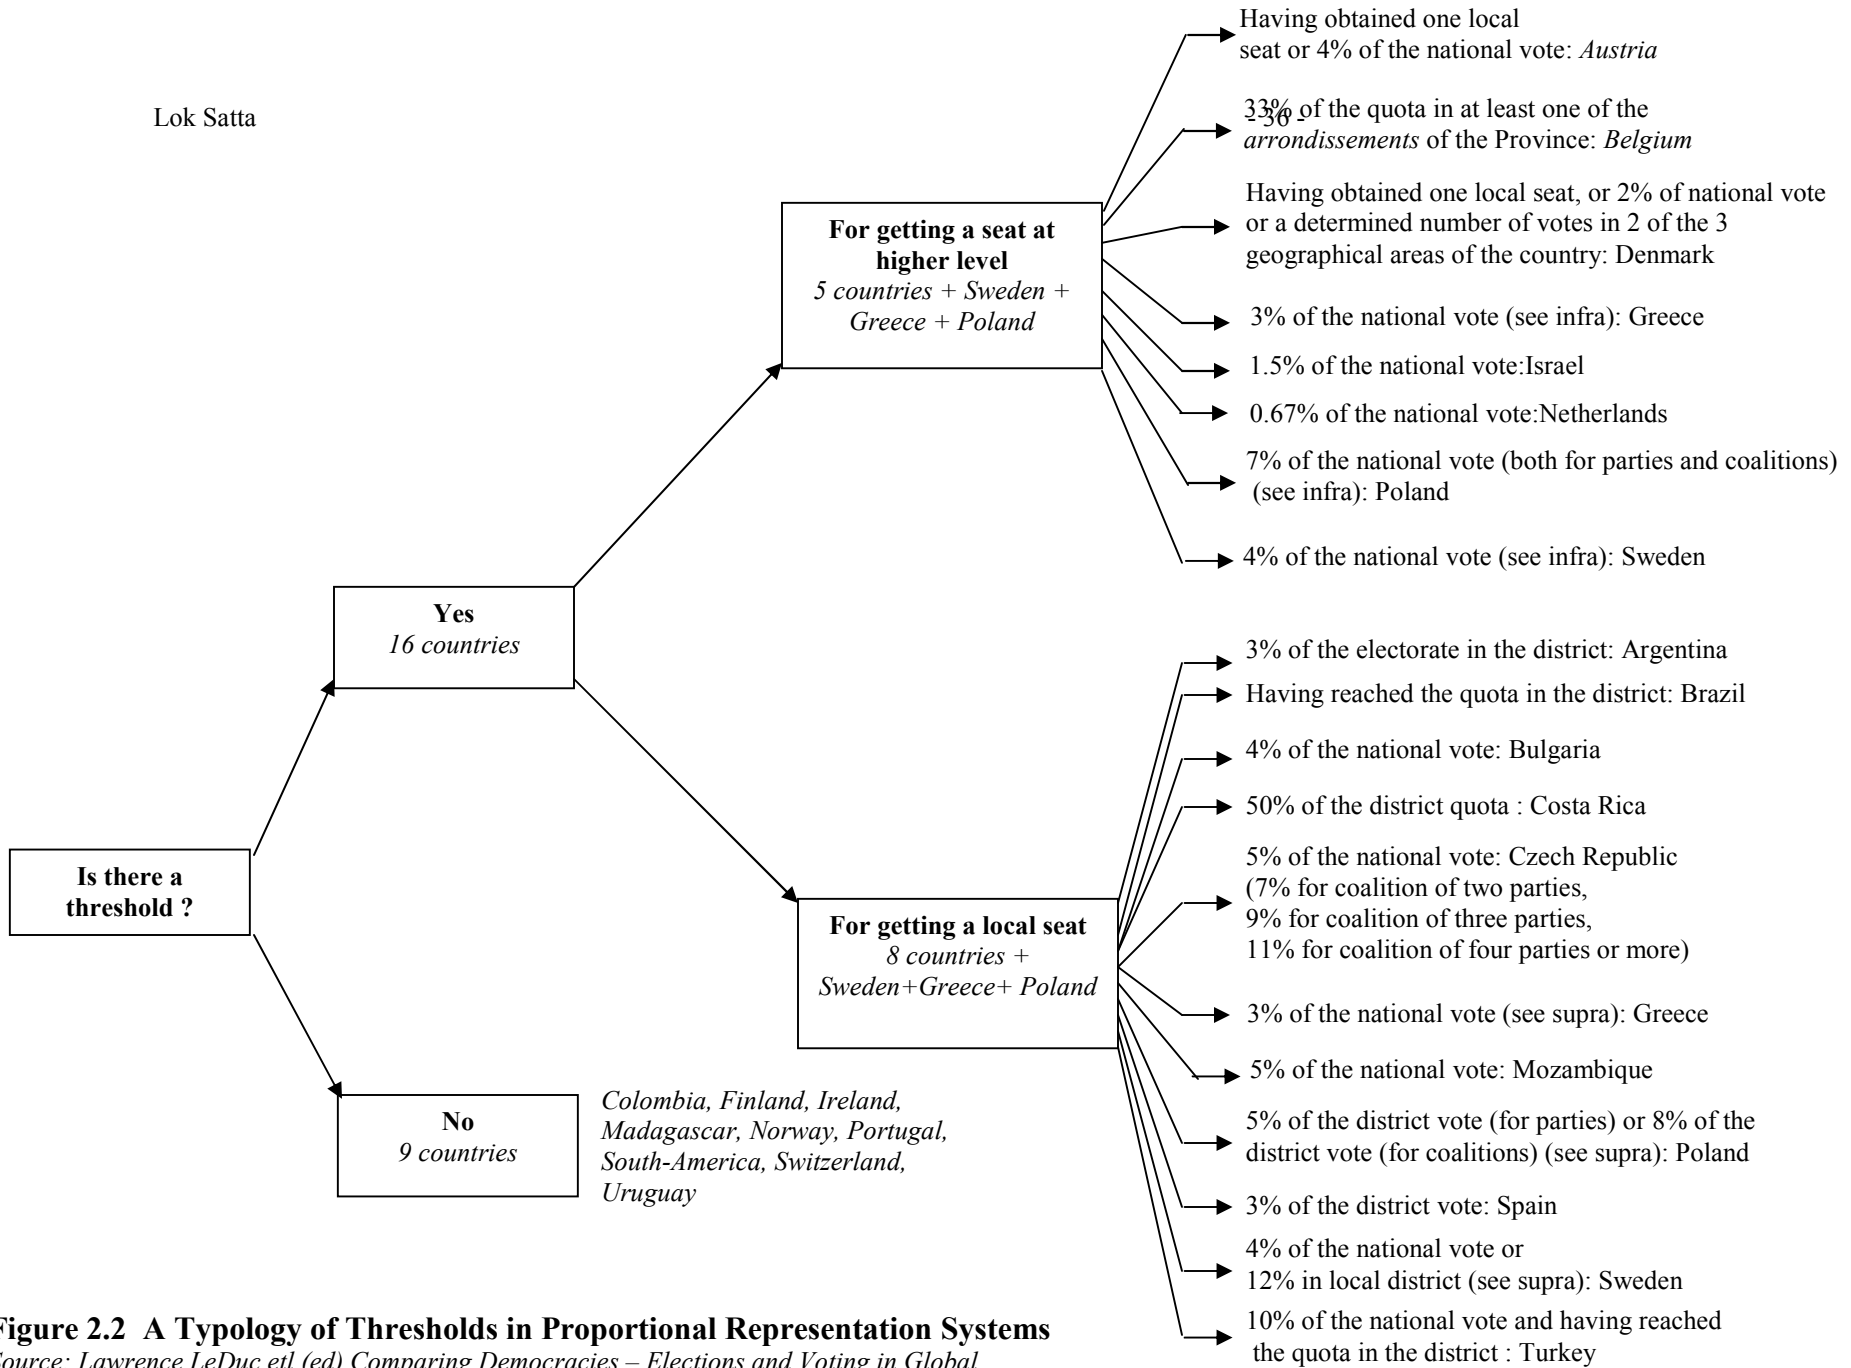 Lok Satta
- 36 -
Is there a
threshold ?
Yes
16 countries
No
9 countries
Colombia, Finland, Ireland,
Madagascar, Norway, Portugal,
South-America, Switzerland,
Uruguay
For getting a seat at
higher level
5 countries + Sweden +
Greece + Poland
Having obtained one local
seat or 4% of the national vote: Austria
33% of the quota in at least one of the
arrondissements of the Province: Belgium
Having obtained one local seat, or 2% of national vote
or a determined number of votes in 2 of the 3
geographical areas of the country: Denmark
3% of the national vote (see infra): Greece
1.5% of the national vote:Israel
0.67% of the national vote:Netherlands
7% of the national vote (both for parties and coalitions)
(see infra): Poland
4% of the national vote (see infra): Sweden
For getting a local seat
8 countries +
Sweden+Greece+ Poland
3% of the electorate in the district: Argentina
Having reached the quota in the district: Brazil
4% of the national vote: Bulgaria
50% of the district quota : Costa Rica
5% of the national vote: Czech Republic
(7% for coalition of two parties,
9% for coalition of three parties,
11% for coalition of four parties or more)
3% of the national vote (see supra): Greece
5% of the national vote: Mozambique
5% of the district vote (for parties) or 8% of the
district vote (for coalitions) (see supra): Poland
3% of the district vote: Spain
4% of the national vote or
12% in local district (see supra): Sweden
10% of the national vote and having reached
the quota in the district : Turkey
Figure 2.2 A Typology of Thresholds in Proportional Representation Systems
Source: Lawrence LeDuc etl (ed) Comparing Democracies – Elections and Voting in Global